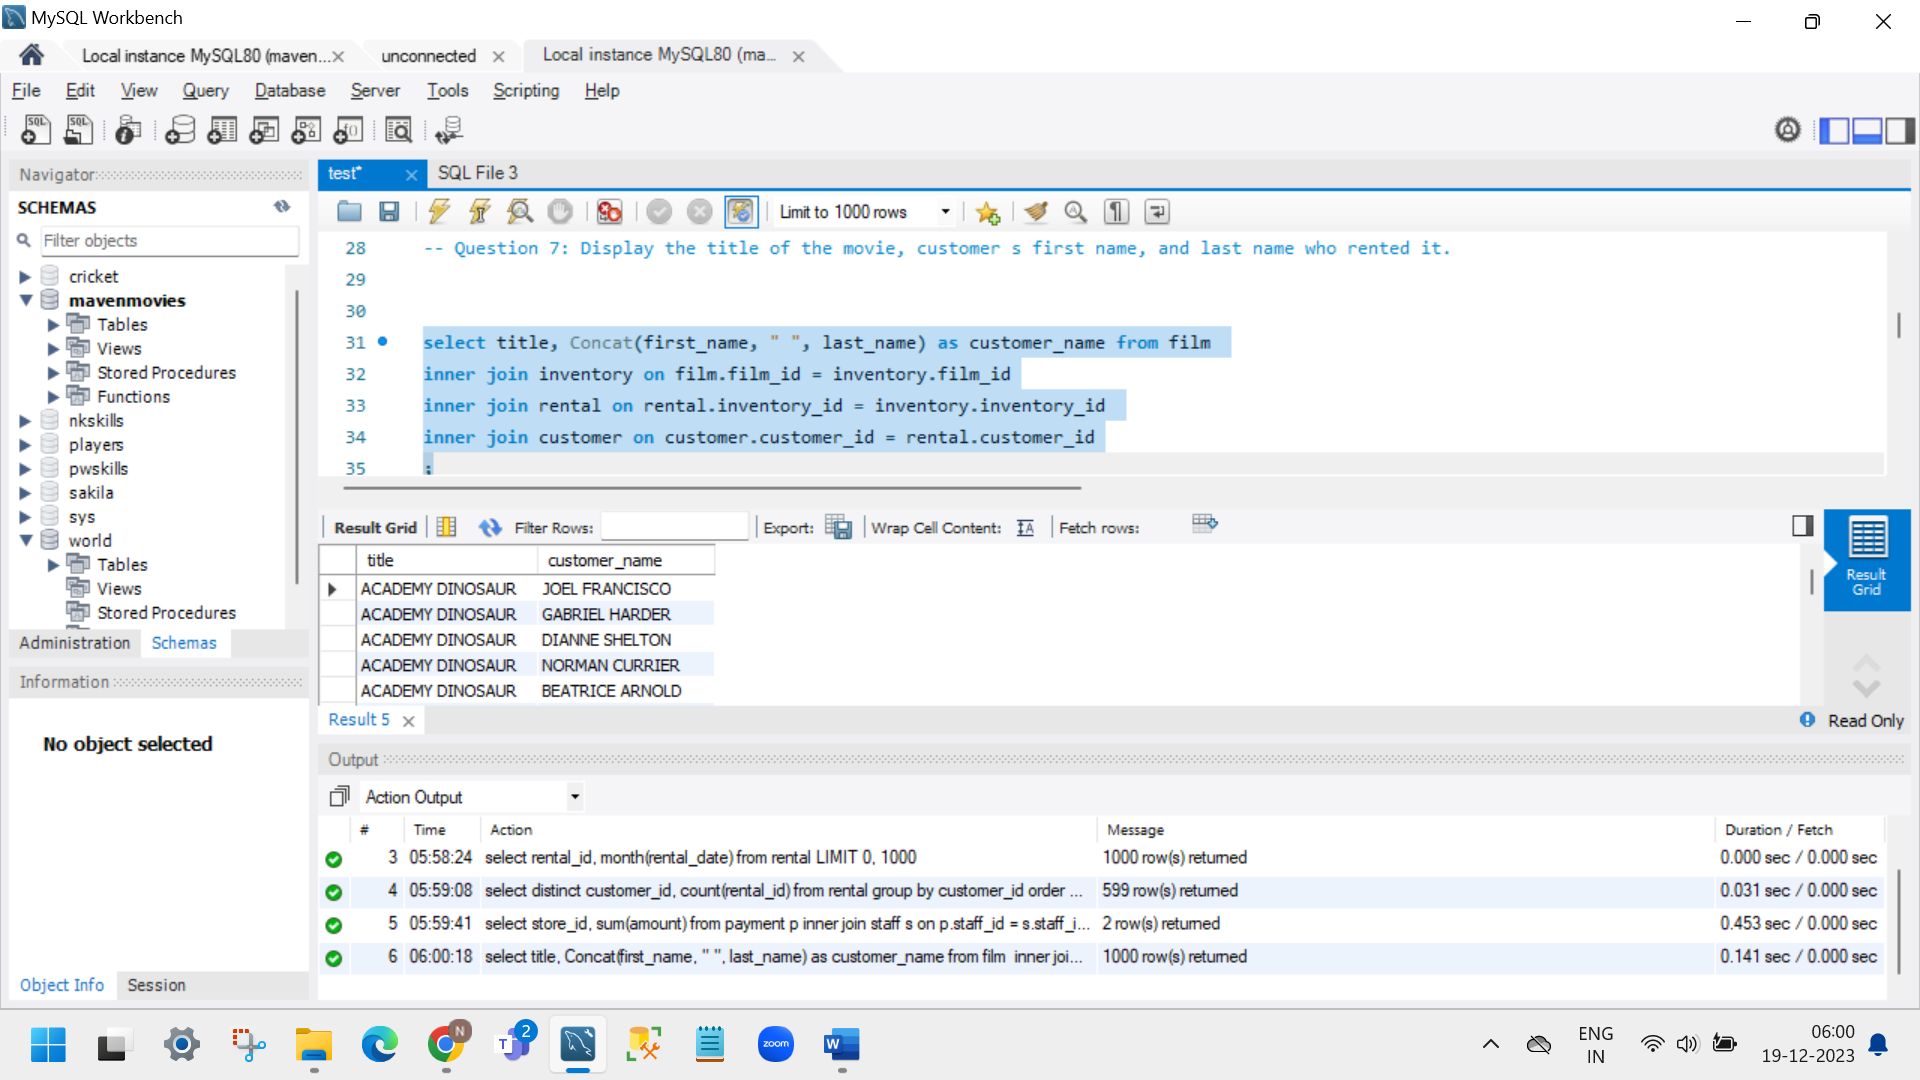 MySQL Workbench
Local instance MySQL80 (maven...
unconnected
Local instance MySQL80 (ma...
File Edit View Query Database Server Tools Scripting Help
Navigator
SCHEMAS
Filter objects
cricket
mavenmovies
Tables
Views
Stored Procedures
Functions
nkskills
players
pwskills
sakila
sys
world
Tables
Views
Stored Procedures
Administration Schemas
Information
No object selected
Object Info Session
test* SQL File 3
Limit to 1000 rows
28 -- Question 7: Display the title of the movie, customer s first name, and last name who rented it.
29
30
31 select title, Concat(first_name, " ", last_name) as customer_name from film
32 inner join inventory on film.film_id = inventory.film_id
33 inner join rental on rental.inventory_id = inventory.inventory_id
34 inner join customer on customer.customer_id = rental.customer_id
35 ;
Result Grid Filter Rows: Export: Wrap Cell Content: Fetch rows:
title customer_name
ACADEMY DINOSAUR JOEL FRANCISCO
ACADEMY DINOSAUR GABRIEL HARDER
ACADEMY DINOSAUR DIANNE SHELTON
ACADEMY DINOSAUR NORMAN CURRIER
ACADEMY DINOSAUR BEATRICE ARNOLD
Result
Grid
Result 5
Read Only
Output
Action Output
# Time Action Message Duration / Fetch
3 05:58:24 select rental_id, month(rental_date) from rental LIMIT 0, 1000 1000 row(s) returned 0.000 sec / 0.000 sec
4 05:59:08 select distinct customer_id, count(rental_id) from rental group by customer_id order ... 599 row(s) returned 0.031 sec / 0.000 sec
5 05:59:41 select store_id, sum(amount) from payment p inner join staff s on p.staff_id = s.staff_i... 2 row(s) returned 0.453 sec / 0.000 sec
6 06:00:18 select title, Concat(first_name, " ", last_name) as customer_name from film inner joi... 1000 row(s) returned 0.141 sec / 0.000 sec
N
2
T
zoom
W
ENG
IN
06:00
19-12-2023